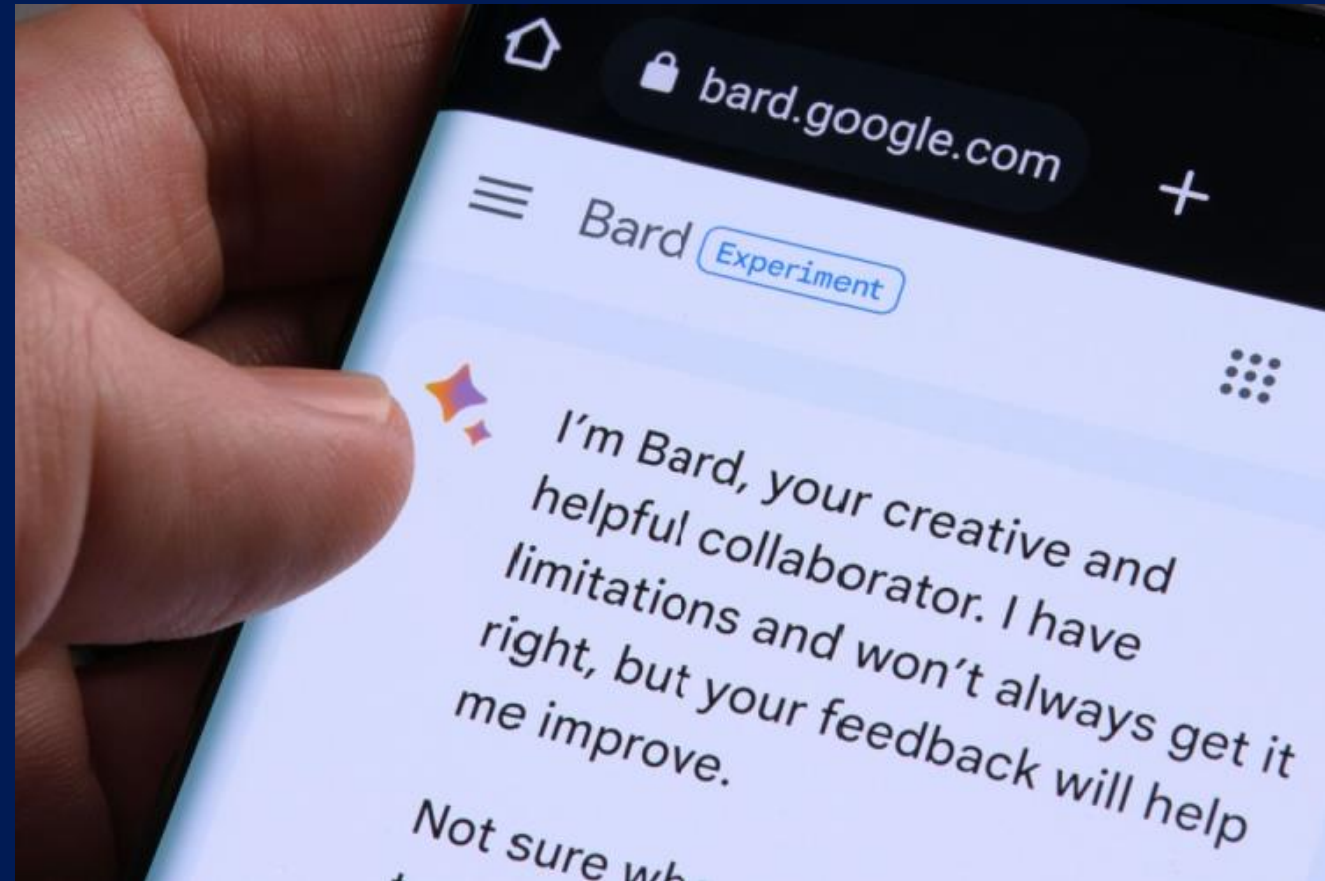 bard.google.com
Bard Experiment
I'm Bard, your creative and
helpful collaborator. I have
limitations and won't always get it
right, but your feedback will help
me improve.
Not sure